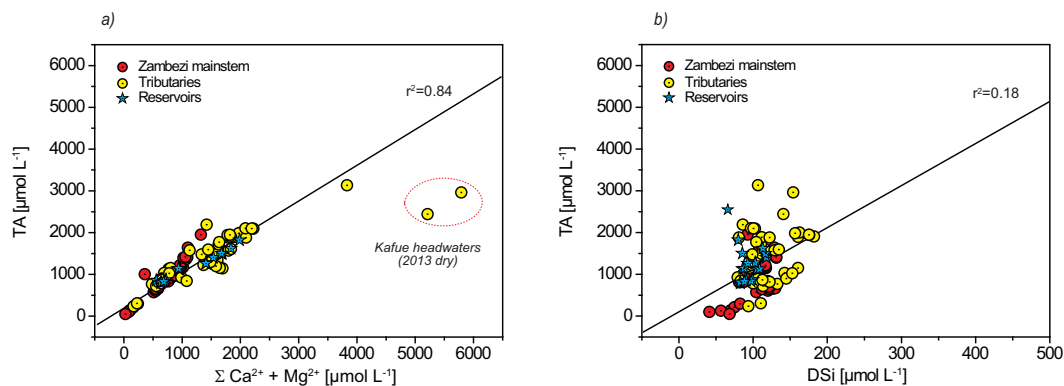 a)
6000
5000
4000
3000
2000
1000
0
TA [µmol L⁻¹]
Zambezi mainstem
Tributaries
Reservoirs
r²=0.84
Kafue headwaters
(2013 dry)
0 1000 2000 3000 4000 5000 6000
Σ Ca²⁺ + Mg²⁺ [µmol L⁻¹]
b)
6000
5000
4000
3000
2000
1000
0
TA [µmol L⁻¹]
Zambezi mainstem
Tributaries
Reservoirs
r²=0.18
0 100 200 300 400 500
DSi [µmol L⁻¹]